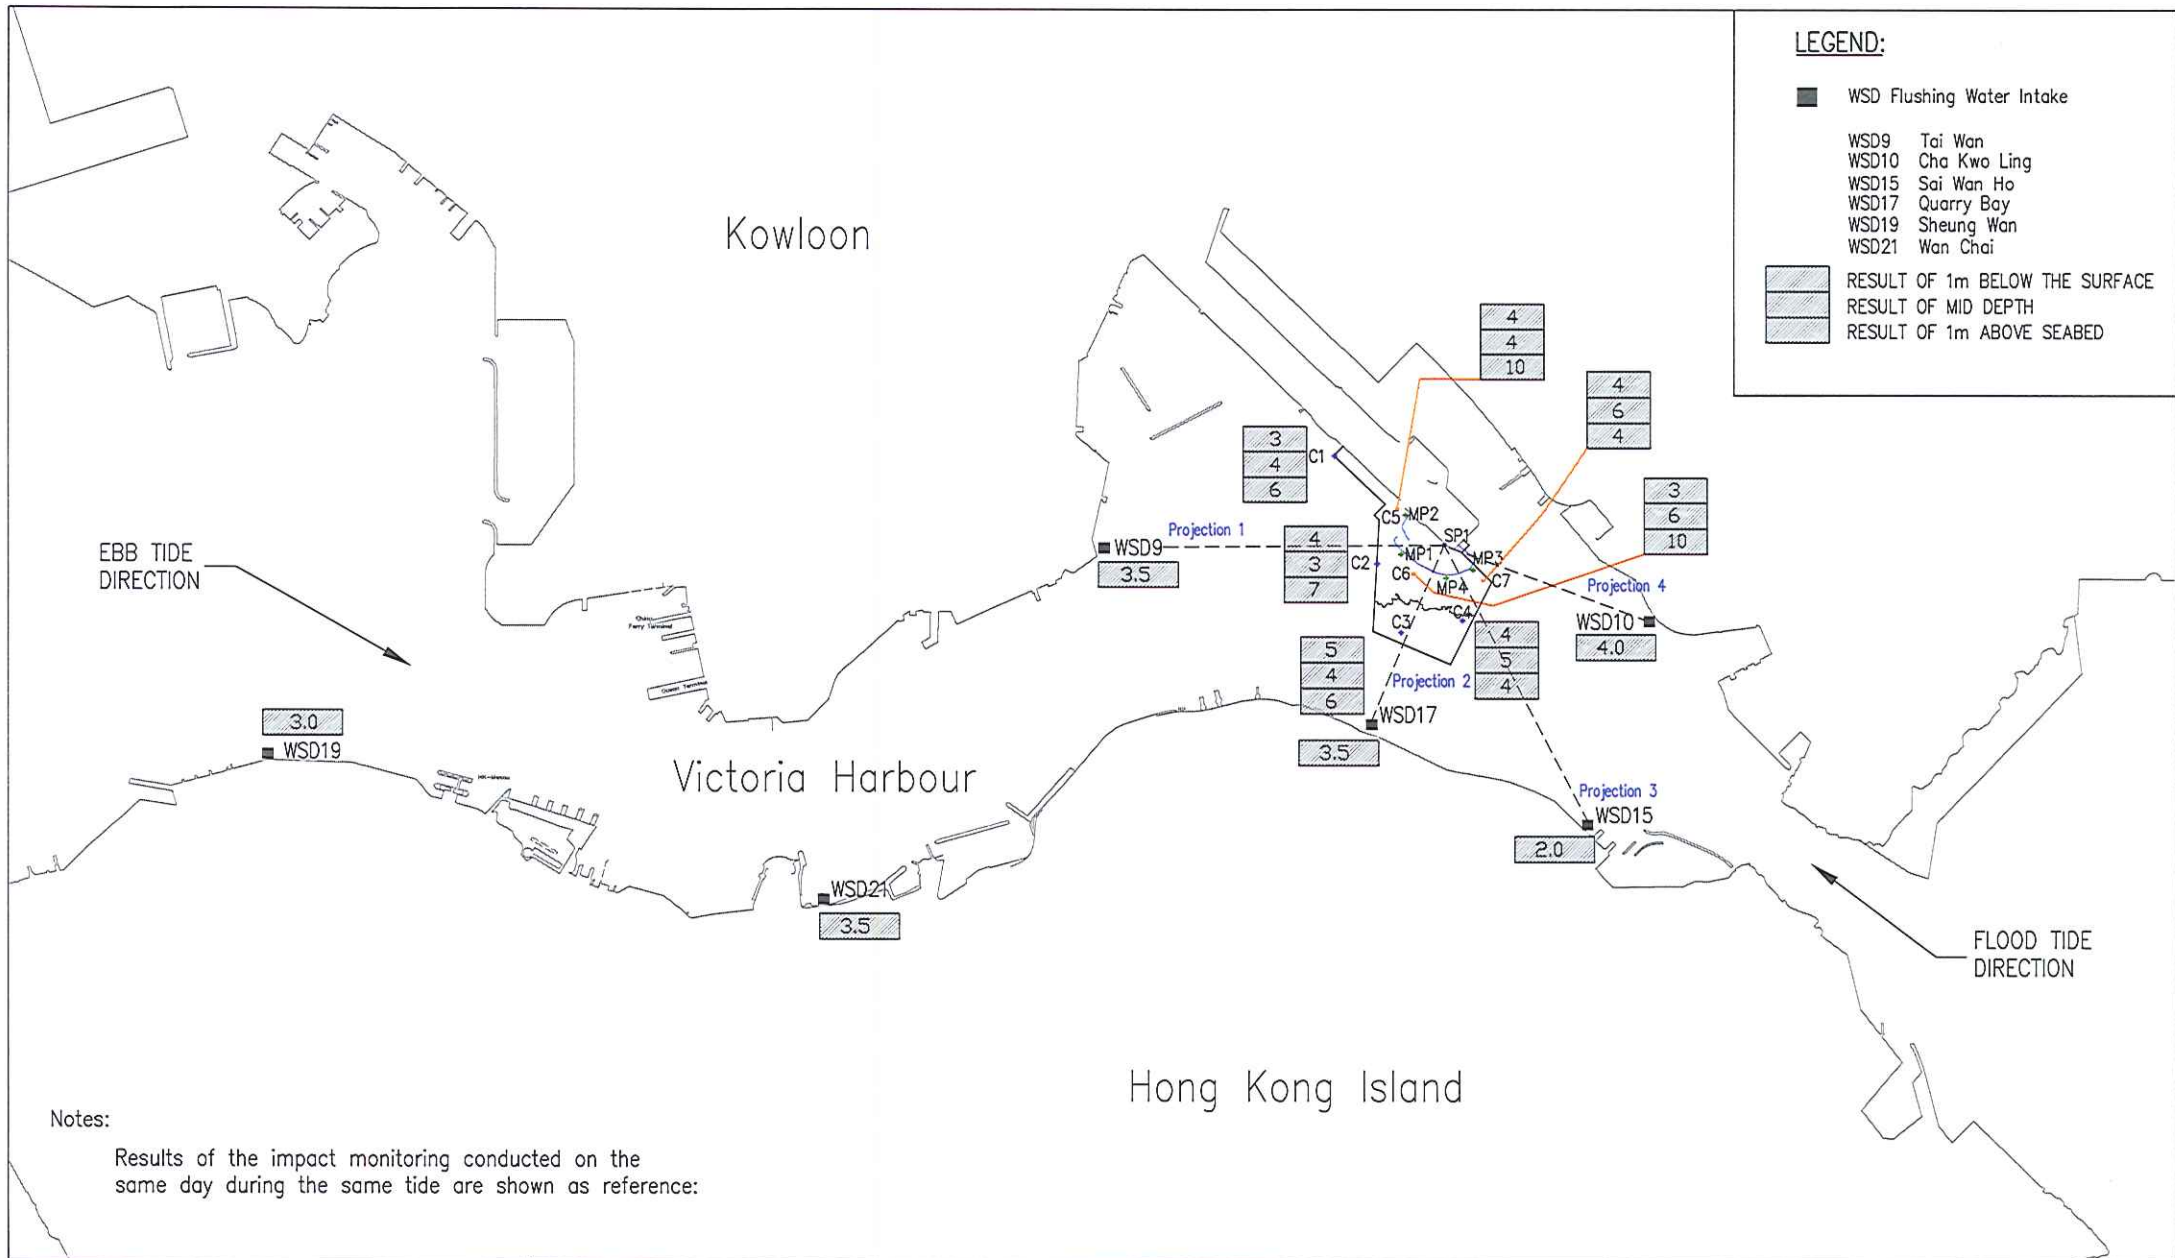 LEGEND:
WSD Flushing Water Intake
WSD9 Tai Wan
WSD10 Cha Kwo Ling
WSD15 Sai Wan Ho
WSD17 Quarry Bay
WSD19 Sheung Wan
WSD21 Wan Chai
RESULT OF 1m BELOW THE SURFACE
RESULT OF MID DEPTH
RESULT OF 1m ABOVE SEABED
Kowloon
4
4
10
4
6
4
3
4
6
C1
3
6
10
C5
MP2
SP1
Projection 1
WSD9
3.5
4
3
7
C2
MP1
MP3
C6
MP4
C7
Projection 4
C3
C4
WSD10
4.0
EBB TIDE
DIRECTION
China
Ferry Terminal
Ocean Terminal
5
4
6
4
5
4
Projection 2
WSD17
3.5
3.0
WSD19
Victoria Harbour
Projection 3
WSD15
2.0
WSD21
3.5
FLOOD TIDE
DIRECTION
Hong Kong Island
Notes:
Results of the impact monitoring conducted on the
same day during the same tide are shown as reference: